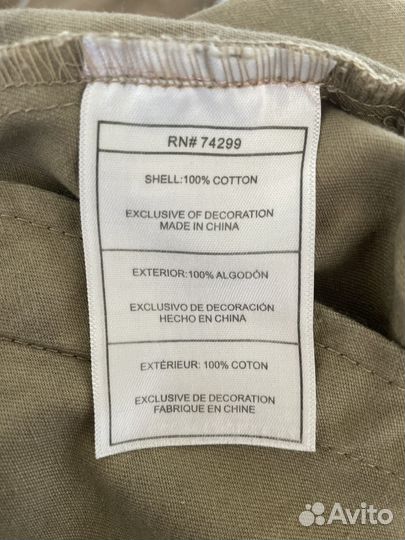 RN# 74299
SHELL:100% COTTON
EXCLUSIVE OF DECORATION
MADE IN CHINA
EXTERIOR:100% ALGODÓN
EXCLUSIVO DE DECORACIÓN
HECHO EN CHINA
EXTÉRIEUR: 100% COTON
EXCLUSIVE DE DECORATION
FABRIQUE EN CHINE
Avito